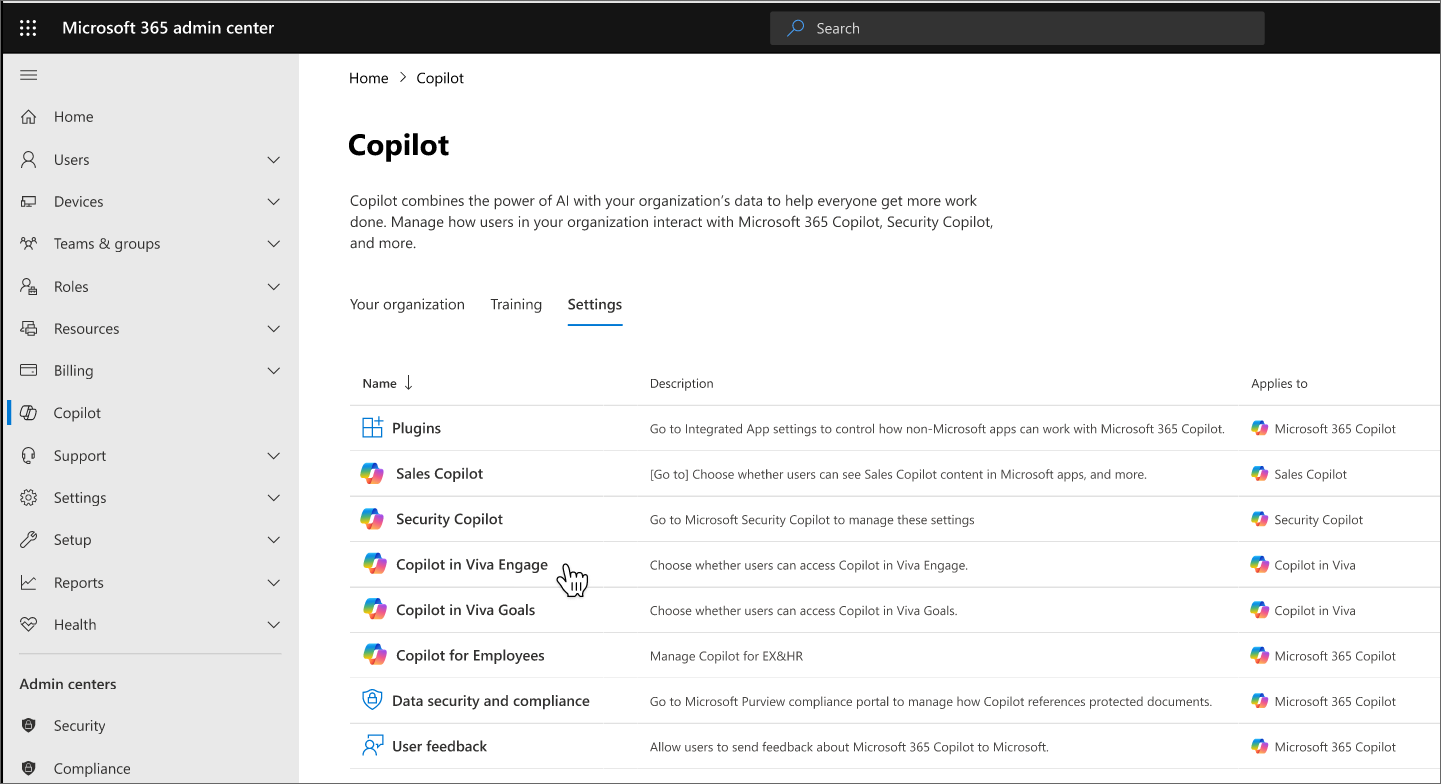 Microsoft 365 admin center
Search
Home
Users
Devices
Teams & groups
Roles
Resources
Billing
Copilot
Support
Settings
Setup
Reports
Health
Admin centers
Security
Compliance
Home > Copilot
Copilot
Copilot combines the power of AI with your organization's data to help everyone get more work
done. Manage how users in your organization interact with Microsoft 365 Copilot, Security Copilot,
and more.
Your organization Training Settings
Name ↓ Description Applies to
Plugins Go to Integrated App settings to control how non-Microsoft apps can work with Microsoft 365 Copilot. Microsoft 365 Copilot
Sales Copilot [Go to] Choose whether users can see Sales Copilot content in Microsoft apps, and more. Sales Copilot
Security Copilot Go to Microsoft Security Copilot to manage these settings Security Copilot
Copilot in Viva Engage Choose whether users can access Copilot in Viva Engage. Copilot in Viva
Copilot in Viva Goals Choose whether users can access Copilot in Viva Goals. Copilot in Viva
Copilot for Employees Manage Copilot for EX&HR Microsoft 365 Copilot
Data security and compliance Go to Microsoft Purview compliance portal to manage how Copilot references protected documents. Microsoft 365 Copilot
User feedback Allow users to send feedback about Microsoft 365 Copilot to Microsoft. Microsoft 365 Copilot